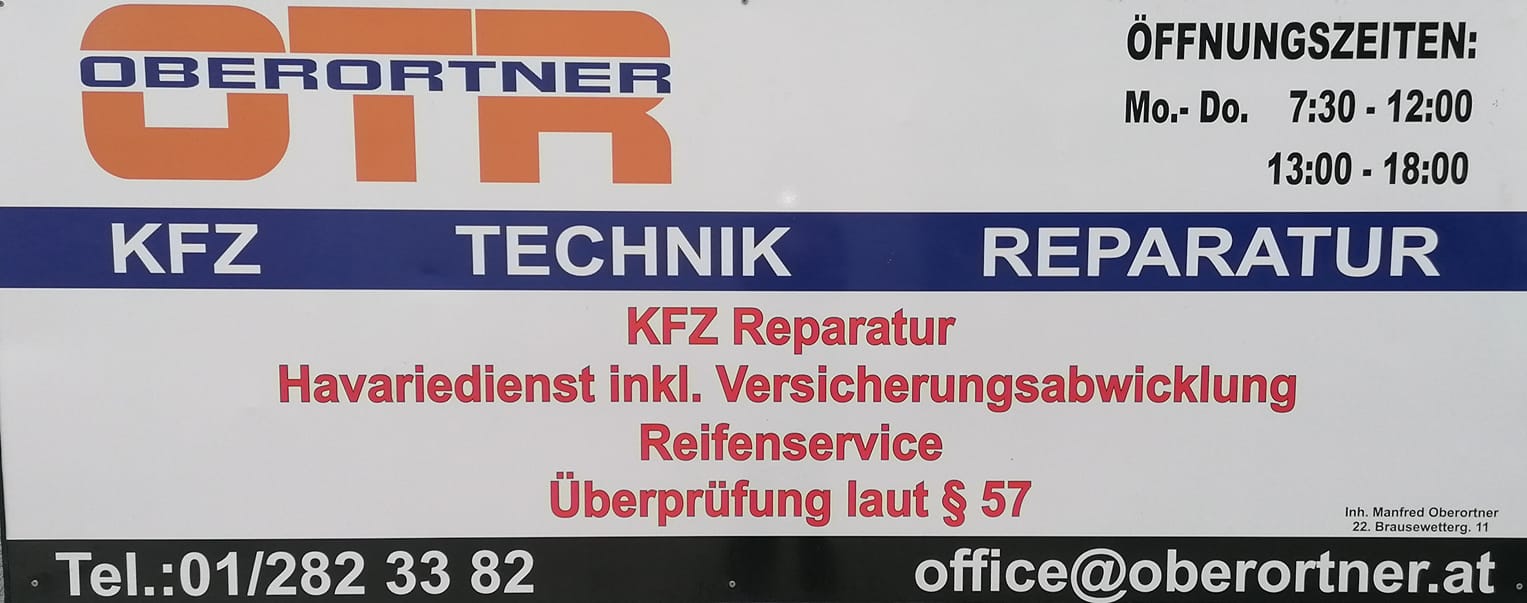 OTR
OBERORTNER
ÖFFNUNGSZEITEN:
Mo.- Do. 7:30 - 12:00
13:00 - 18:00
KFZ TECHNIK REPARATUR
KFZ Reparatur
Havariedienst inkl. Versicherungsabwicklung
Reifenservice
Überprüfung laut § 57
Inh. Manfred Oberortner
22. Brausewetterg. 11
Tel.:01/282 33 82 office@oberortner.at